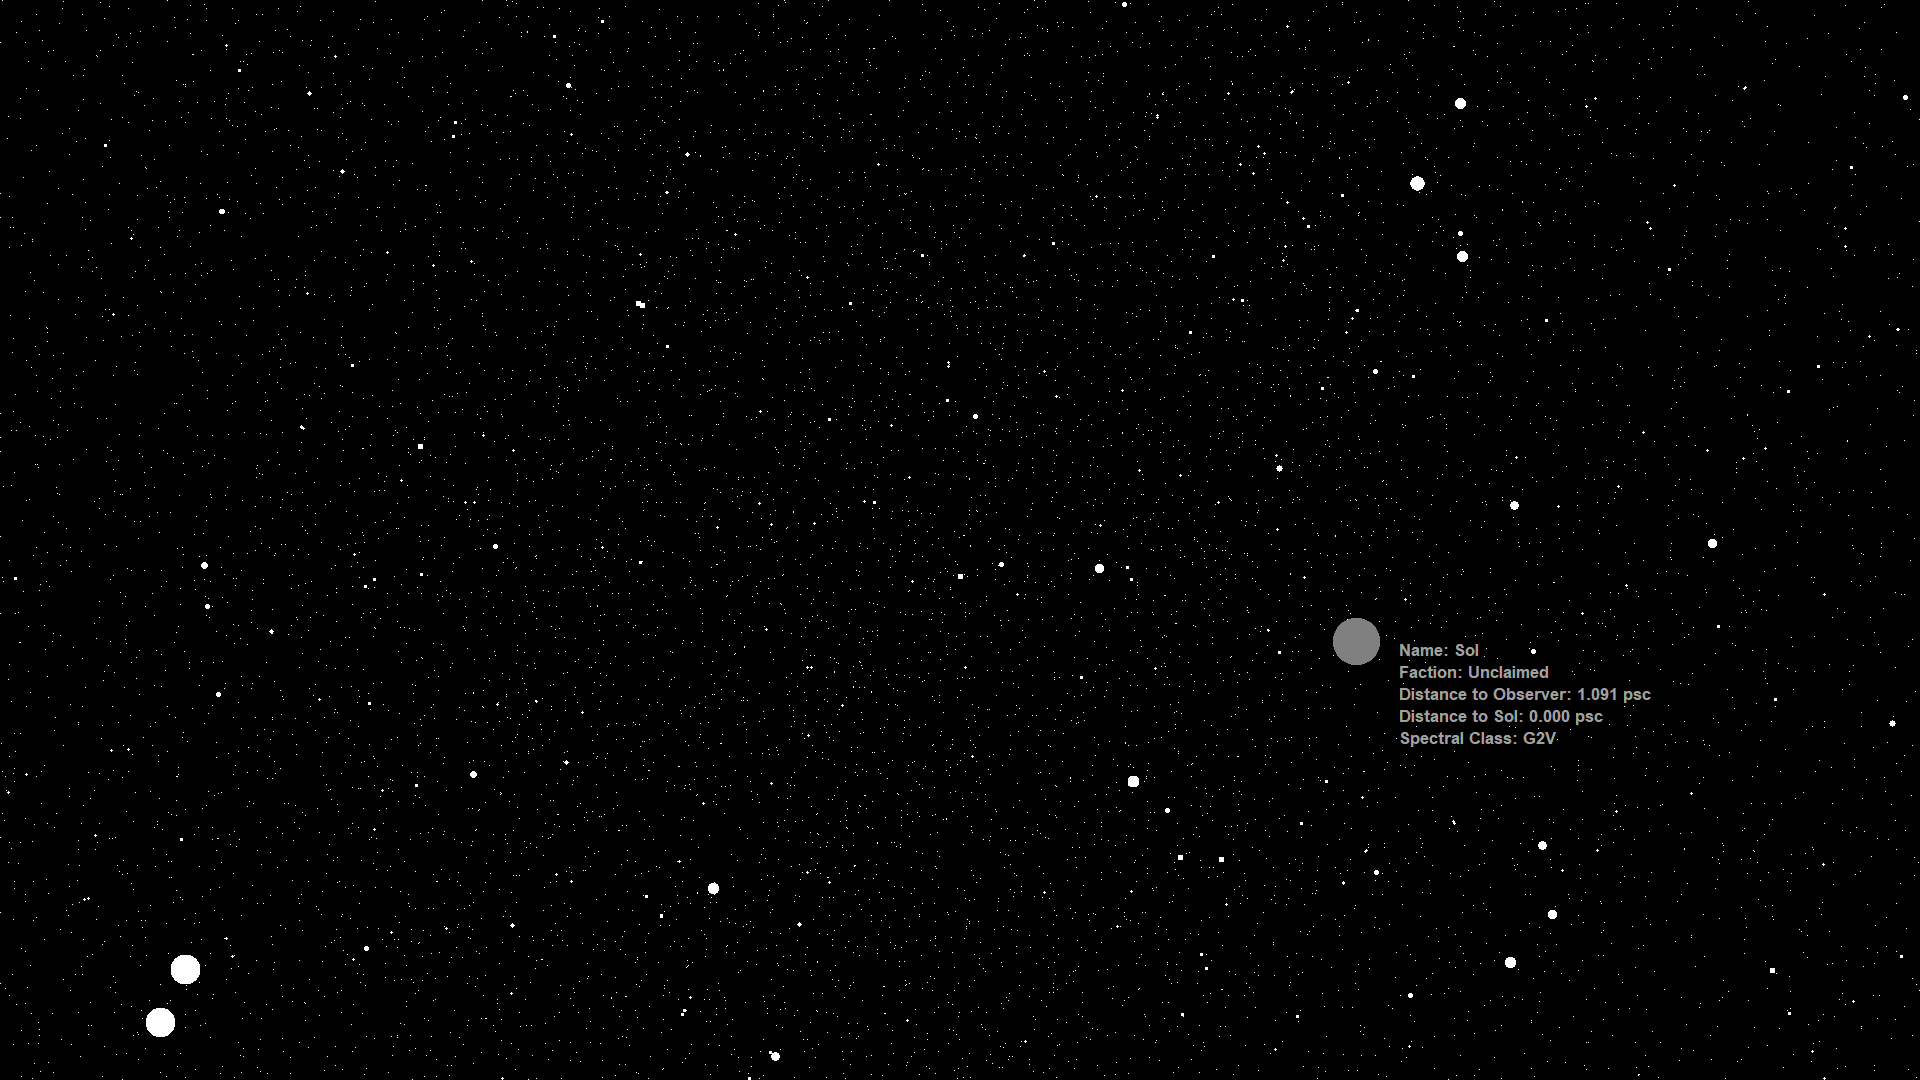 Name: Sol
Faction: Unclaimed
Distance to Observer: 1.091 psc
Distance to Sol: 0.000 psc
Spectral Class: G2V